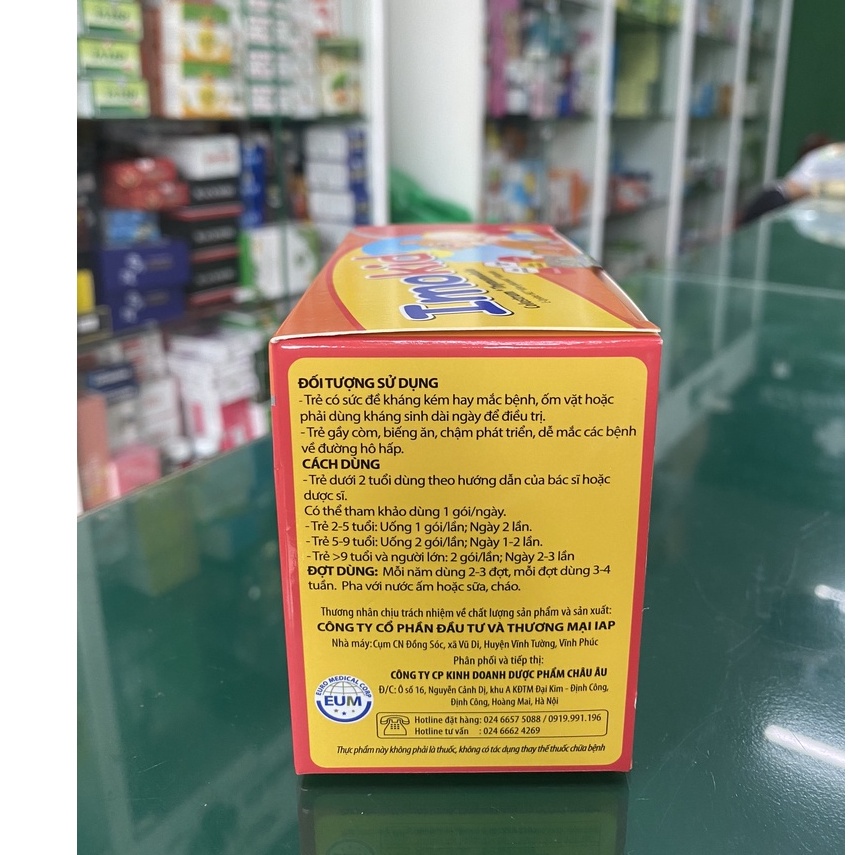 Imokid
ĐỐI TƯỢNG SỬ DỤNG
-Trẻ có sức đề kháng kém hay mắc bệnh, ốm vặt hoặc
phải dùng kháng sinh dài ngày để điều trị.
-Trẻ gầy còm, biếng ăn, chậm phát triển, dễ mắc các bệnh
về đường hô hấp.
CÁCH DÙNG
-Trẻ dưới 2 tuổi dùng theo hướng dẫn của bác sĩ hoặc
dược sĩ.
Có thể tham khảo dùng 1 gói/ngày.
-Trẻ 2-5 tuổi: Uống 1 gói/lần; Ngày 2 lần.
-Trẻ 5-9 tuổi: Uống 2 gói/lần; Ngày 1-2 lần.
-Trẻ >9 tuổi và người lớn: 2 gói/lần; Ngày 2-3 lần
ĐỢT DÙNG: Mỗi năm dùng 2-3 đợt, mỗi đợt dùng 3-4
tuần. Pha với nước ấm hoặc sữa, cháo.
Thương nhân chịu trách nhiệm về chất lượng sản phẩm và sản xuất:
CÔNG TY CỔ PHẦN ĐẦU TƯ VÀ THƯƠNG MẠI IAP
Nhà máy: Cụm CN Đồng Sóc, xã Vũ Di, Huyện Vĩnh Tường, Vĩnh Phúc
Phân phối và tiếp thị:
CÔNG TY CP KINH DOANH DƯỢC PHẨM CHÂU ÂU
Đ/C: Ô số 16, Nguyễn Cảnh Dị, khu A KĐTM Đại Kim - Định Công,
Định Công, Hoàng Mai, Hà Nội
EURO MEDICAL CORP
EUM
Hotline đặt hàng: 024 6657 5088 / 0919.991.196
Hotline tư vấn : 024 6662 4269
Thực phẩm này không phải là thuốc, không có tác dụng thay thế thuốc chữa bệnh